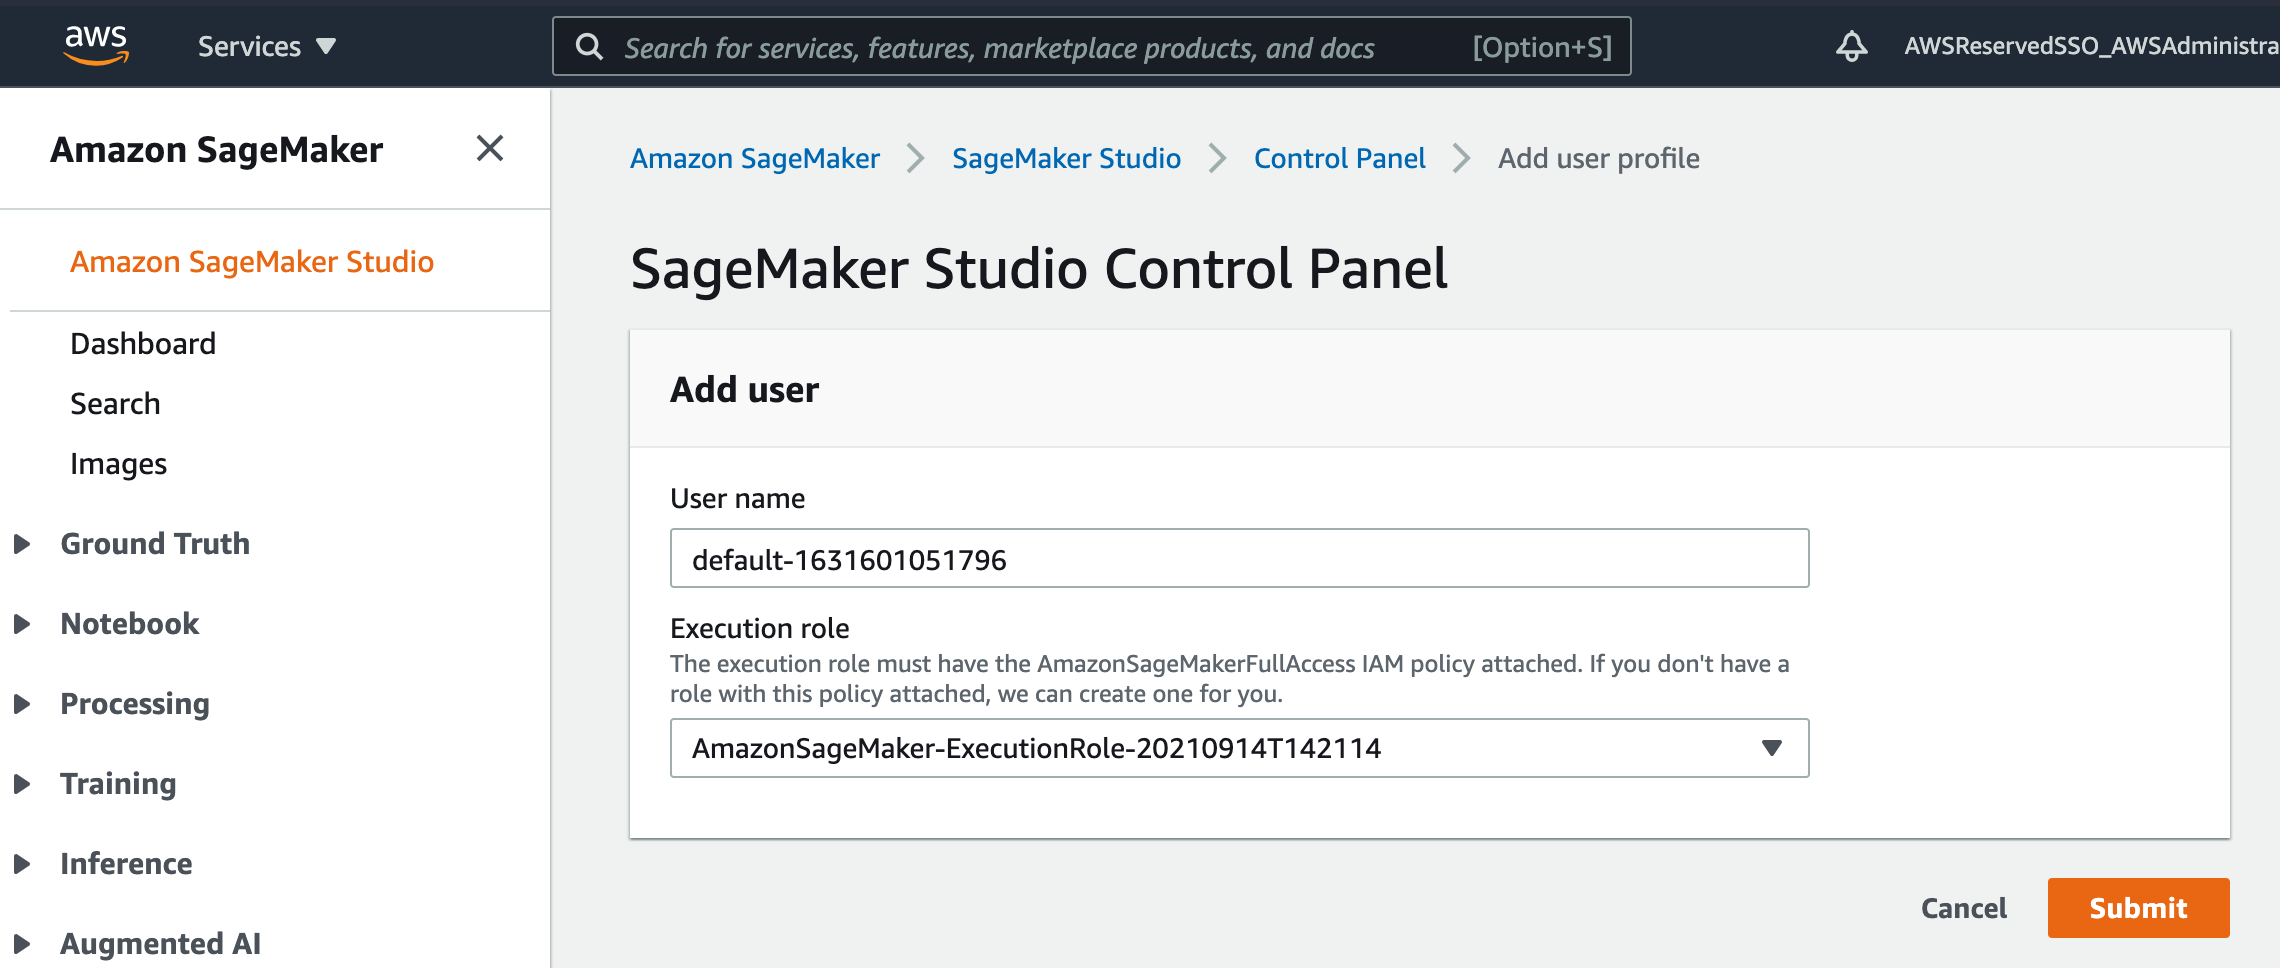 aws
Services
Search for services, features, marketplace products, and docs
[Option+S]
AWSReservedSSO_AWSAdministra
Amazon SageMaker
Amazon SageMaker Studio
Dashboard
Search
Images
Ground Truth
Notebook
Processing
Training
Inference
Augmented AI
Amazon SageMaker
SageMaker Studio
Control Panel
Add user profile
SageMaker Studio Control Panel
Add user
User name
default-1631601051796
Execution role
The execution role must have the AmazonSageMakerFullAccess IAM policy attached. If you don't have a
role with this policy attached, we can create one for you.
AmazonSageMaker-ExecutionRole-20210914T142114
Cancel
Submit